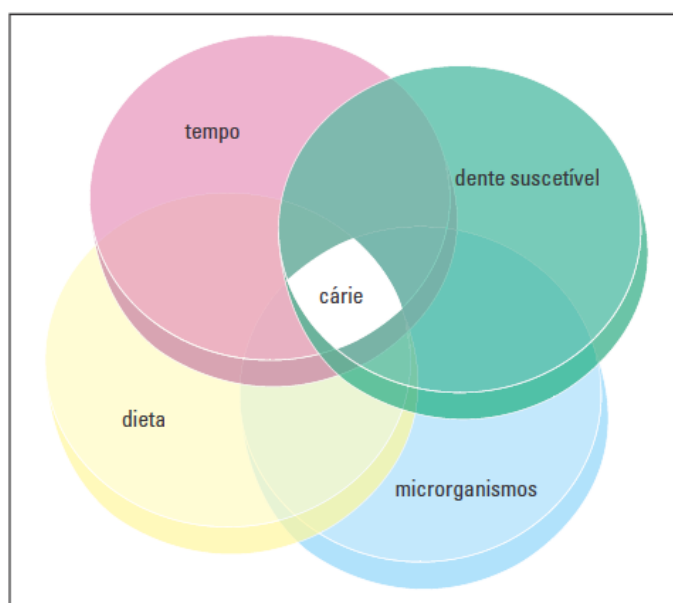 tempo
dente suscetível
cárie
dieta
microrganismos